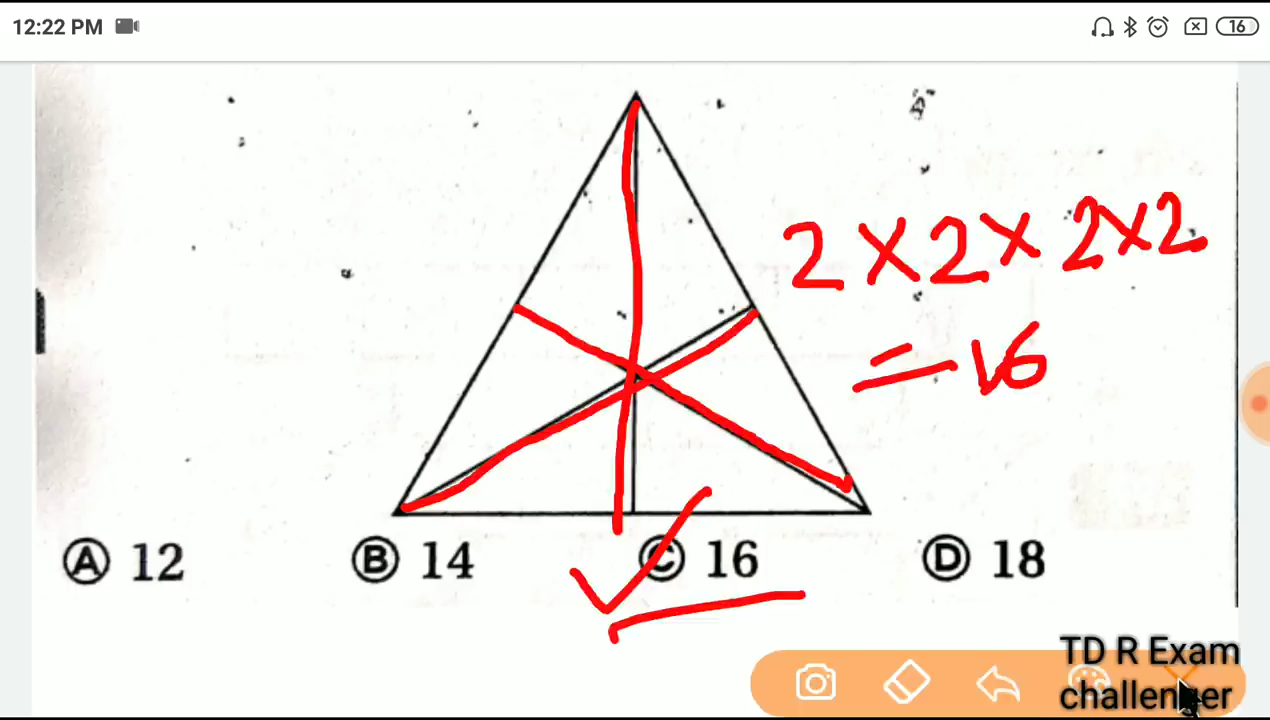 12:22 PM
16
2 × 2 × 2 × 2
= 16
Ⓐ 12 Ⓑ 14 Ⓒ 16 Ⓓ 18
TD R Exam
challenger